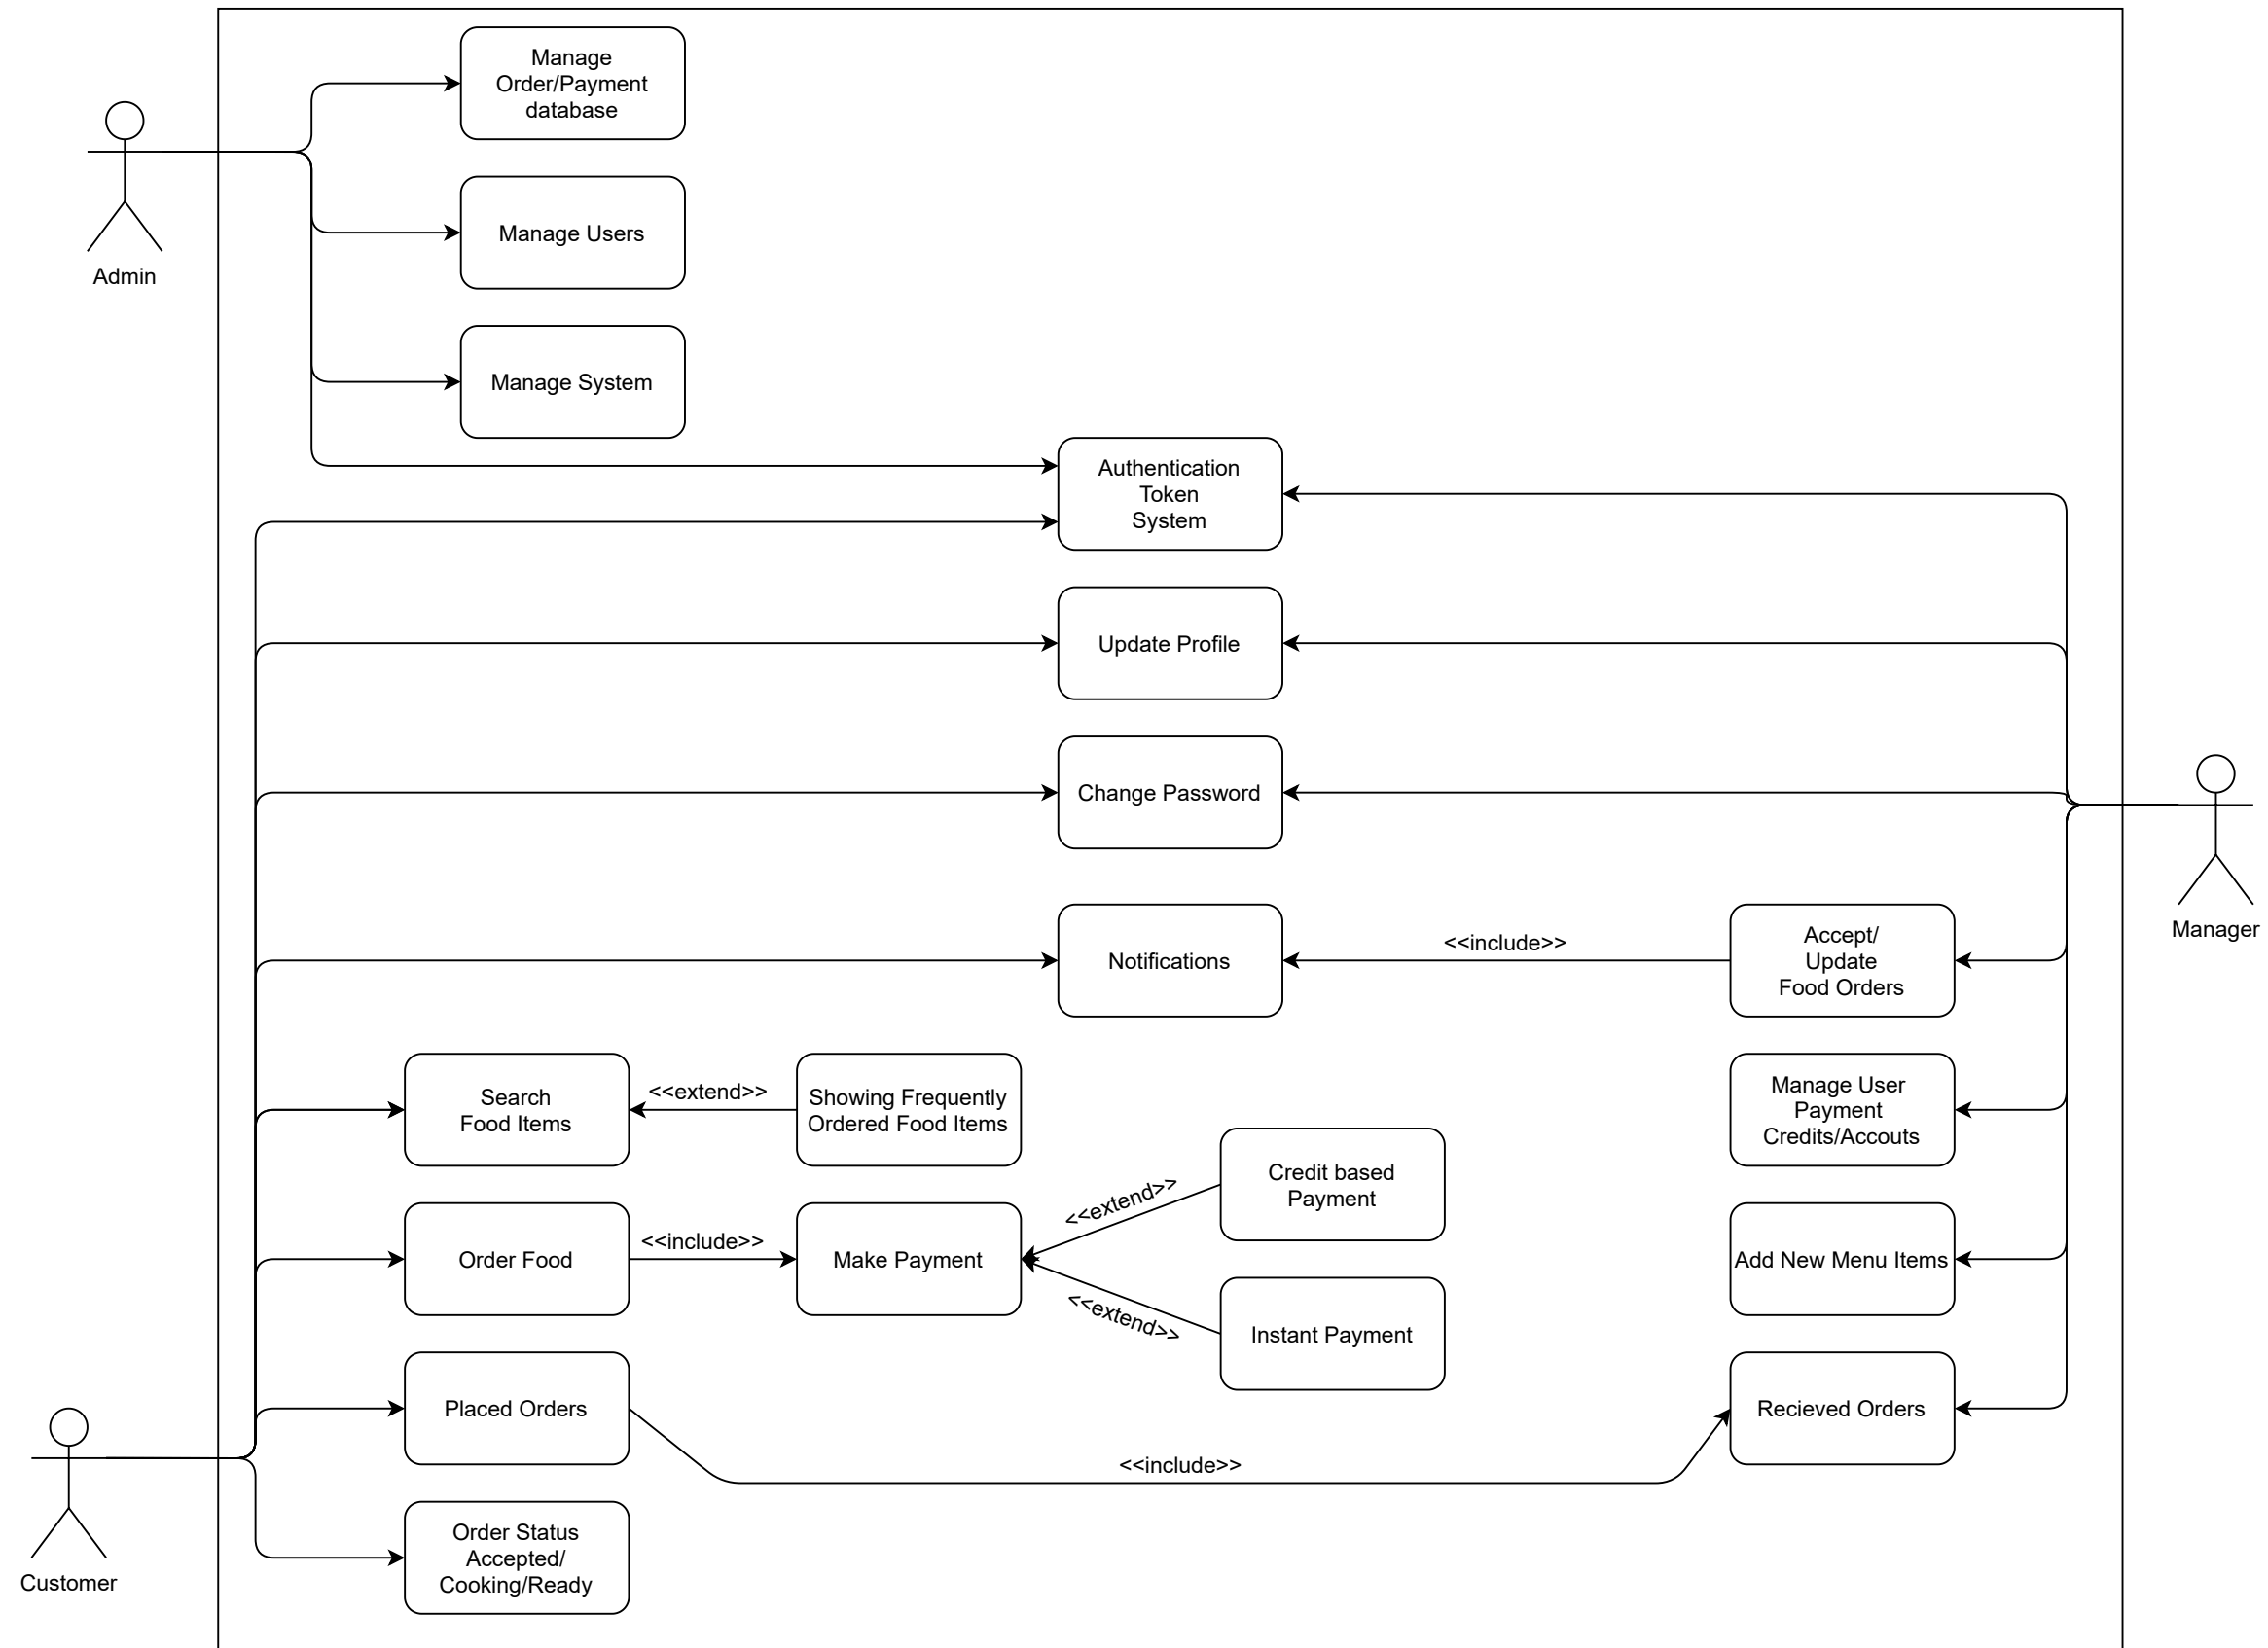 Manage
Order/Payment
database
Admin
Manage Users
Manage System
Authentication
Token
System
Update Profile
Change Password
Manager
Notifications
<<include>>
Accept/
Update
Food Orders
Search
Food Items
<<extend>>
Showing Frequently
Ordered Food Items
Manage User
Payment
Credits/Accouts
Credit based
Payment
<<extend>>
Order Food
<<include>>
Make Payment
Add New Menu Items
<<extend>>
Instant Payment
Placed Orders
<<include>>
Recieved Orders
Customer
Order Status
Accepted/
Cooking/Ready